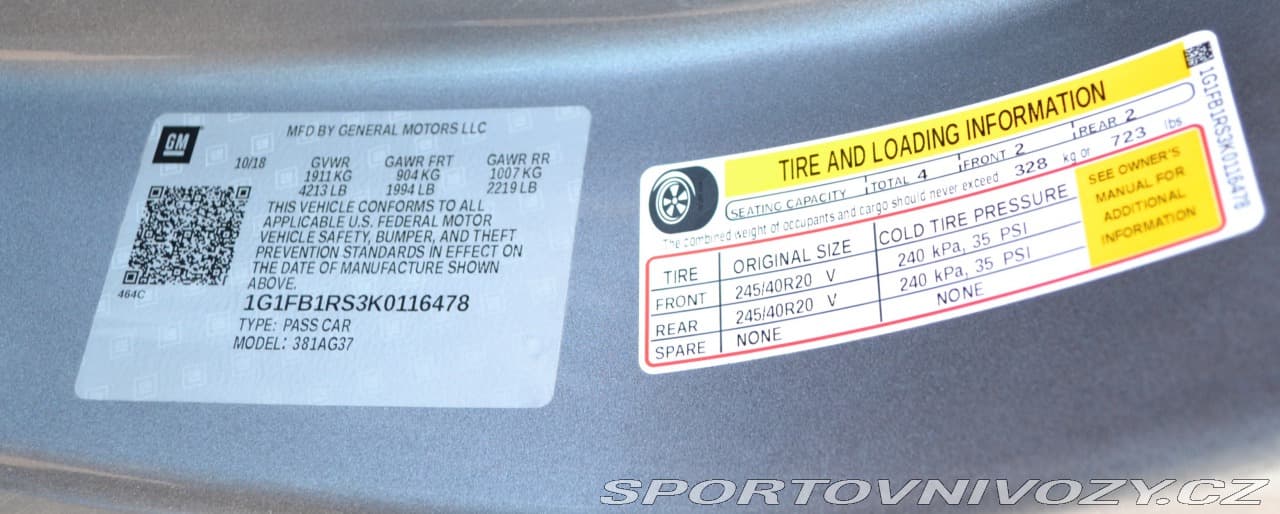 GM
MFD BY GENERAL MOTORS LLC
10/18 GVWR GAWR FRT GAWR RR
1911 KG 904 KG 1007 KG
4213 LB 1994 LB 2219 LB
THIS VEHICLE CONFORMS TO ALL
APPLICABLE U.S. FEDERAL MOTOR
VEHICLE SAFETY, BUMPER, AND THEFT
PREVENTION STANDARDS IN EFFECT ON
THE DATE OF MANUFACTURE SHOWN
ABOVE.
464C
1G1FB1RS3K0116478
TYPE: PASS CAR
MODEL: 381AG37
TIRE AND LOADING INFORMATION
SEATING CAPACITY TOTAL 4 FRONT 2 REAR 2
The combined weight of occupants and cargo should never exceed 328 kg or 723 lbs
TIRE ORIGINAL SIZE COLD TIRE PRESSURE
FRONT 245/40R20 V 240 kPa, 35 PSI
REAR 245/40R20 V 240 kPa, 35 PSI
SPARE NONE NONE
SEE OWNER'S
MANUAL FOR
ADDITIONAL
INFORMATION
1G1FB1RS3K0116478
SPORTOVNIVOZY.CZ